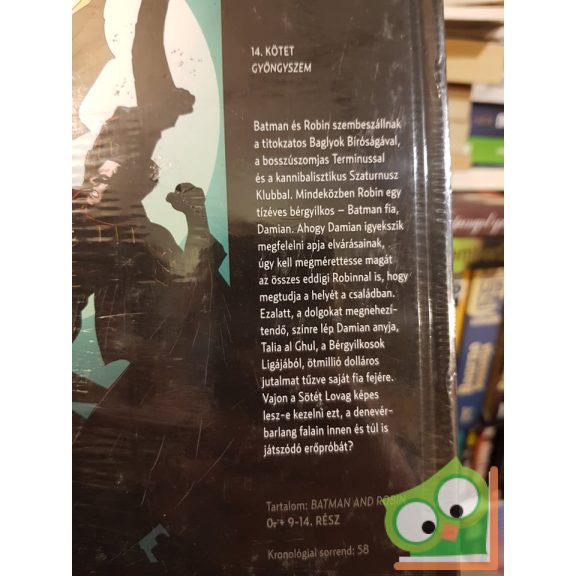 14. KÖTET
GYÖNGYSZEM
Batman és Robin szembeszállnak
a titokzatos Baglyok Bíróságával,
a bosszúszomjas Terminussal
és a kannibalisztikus Szaturnusz
Klubbal. Mindeközben Robin egy
tízéves bérgyilkos – Batman fia,
Damian. Ahogy Damian igyekszik
megfelelni apja elvárásainak,
úgy kell megmérettesse magát
az összes eddigi Robinnal is, hogy
megtudja a helyét a családban.
Ezalatt, a dolgokat megnehezí-
tendő, színre lép Damian anyja,
Talia al Ghul, a Bérgyilkosok
Ligájából, ötmillió dolláros
jutalmat tűzve saját fia fejére.
Vajon a Sötét Lovag képes
lesz-e kezelni ezt, a denevér-
barlang falain innen és túl is
játszódó erőpróbát?
Tartalom: BATMAN AND ROBIN
9-14. RÉSZ
Kronológiai sorrend: 58